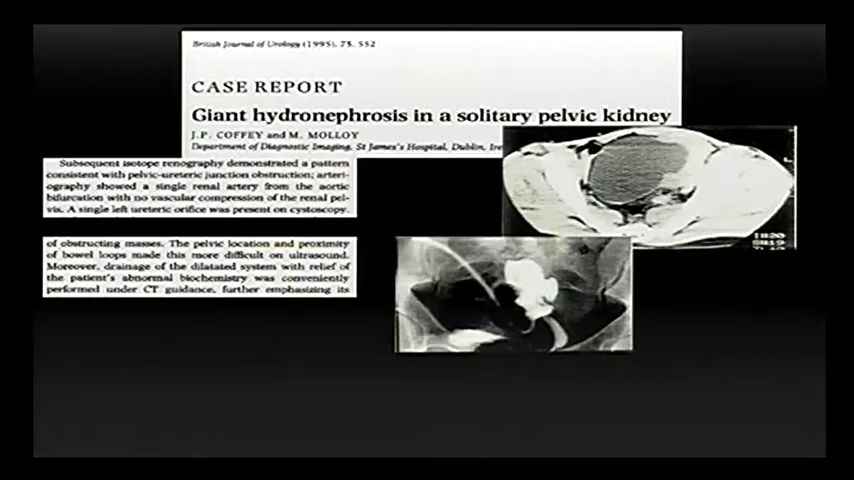 British Journal of Urology (1995), 75, 552
CASE REPORT
Giant hydronephrosis in a solitary pelvic kidney
J.P. COFFEY and M. MOLLOY
Department of Diagnostic Imaging, St James's Hospital, Dublin, Ire
Subsequent isotope renography demonstrated a pattern
consistent with pelvic-ureteric junction obstruction; arteri-
ography showed a single renal artery from the aortic
bifurcation with no vascular compression of the renal pel-
vis. A single left ureteric orifice was present on cystoscopy.
of obstructing masses. The pelvic location and proximity
of bowel loops made this more difficult on ultrasound.
Moreover, drainage of the dilatated system with relief of
the patient's abnormal biochemistry was conveniently
performed under CT guidance, further emphasizing its